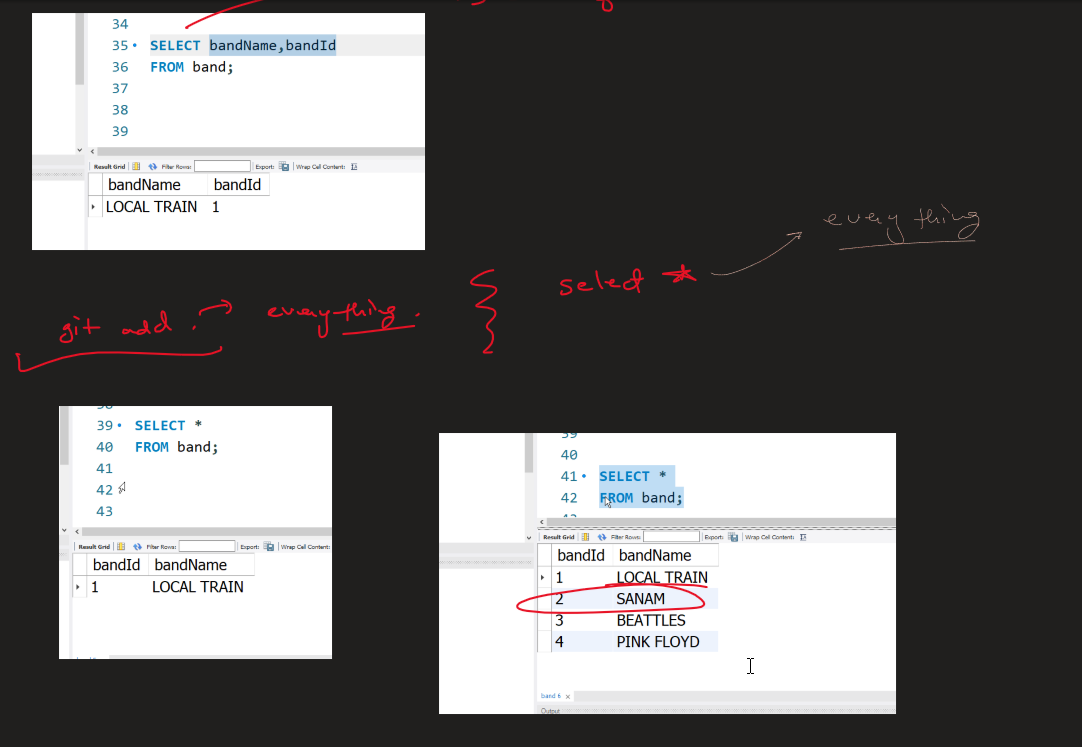 34
35 SELECT bandName,bandId
36 FROM band;
37
38
39
Result Grid Filter Rows: Export: Wrap Cell Content:
bandName bandId
LOCAL TRAIN 1
everything
select *
git add . → everything.
39 SELECT *
40 FROM band;
41
42
43
Result Grid Filter Rows: Export: Wrap Cell Content:
bandId bandName
1 LOCAL TRAIN
39
40
41 SELECT *
42 FROM band;
Result Grid Filter Rows: Export: Wrap Cell Content:
bandId bandName
1 LOCAL TRAIN
2 SANAM
3 BEATTLES
4 PINK FLOYD
band 6 ×
Output